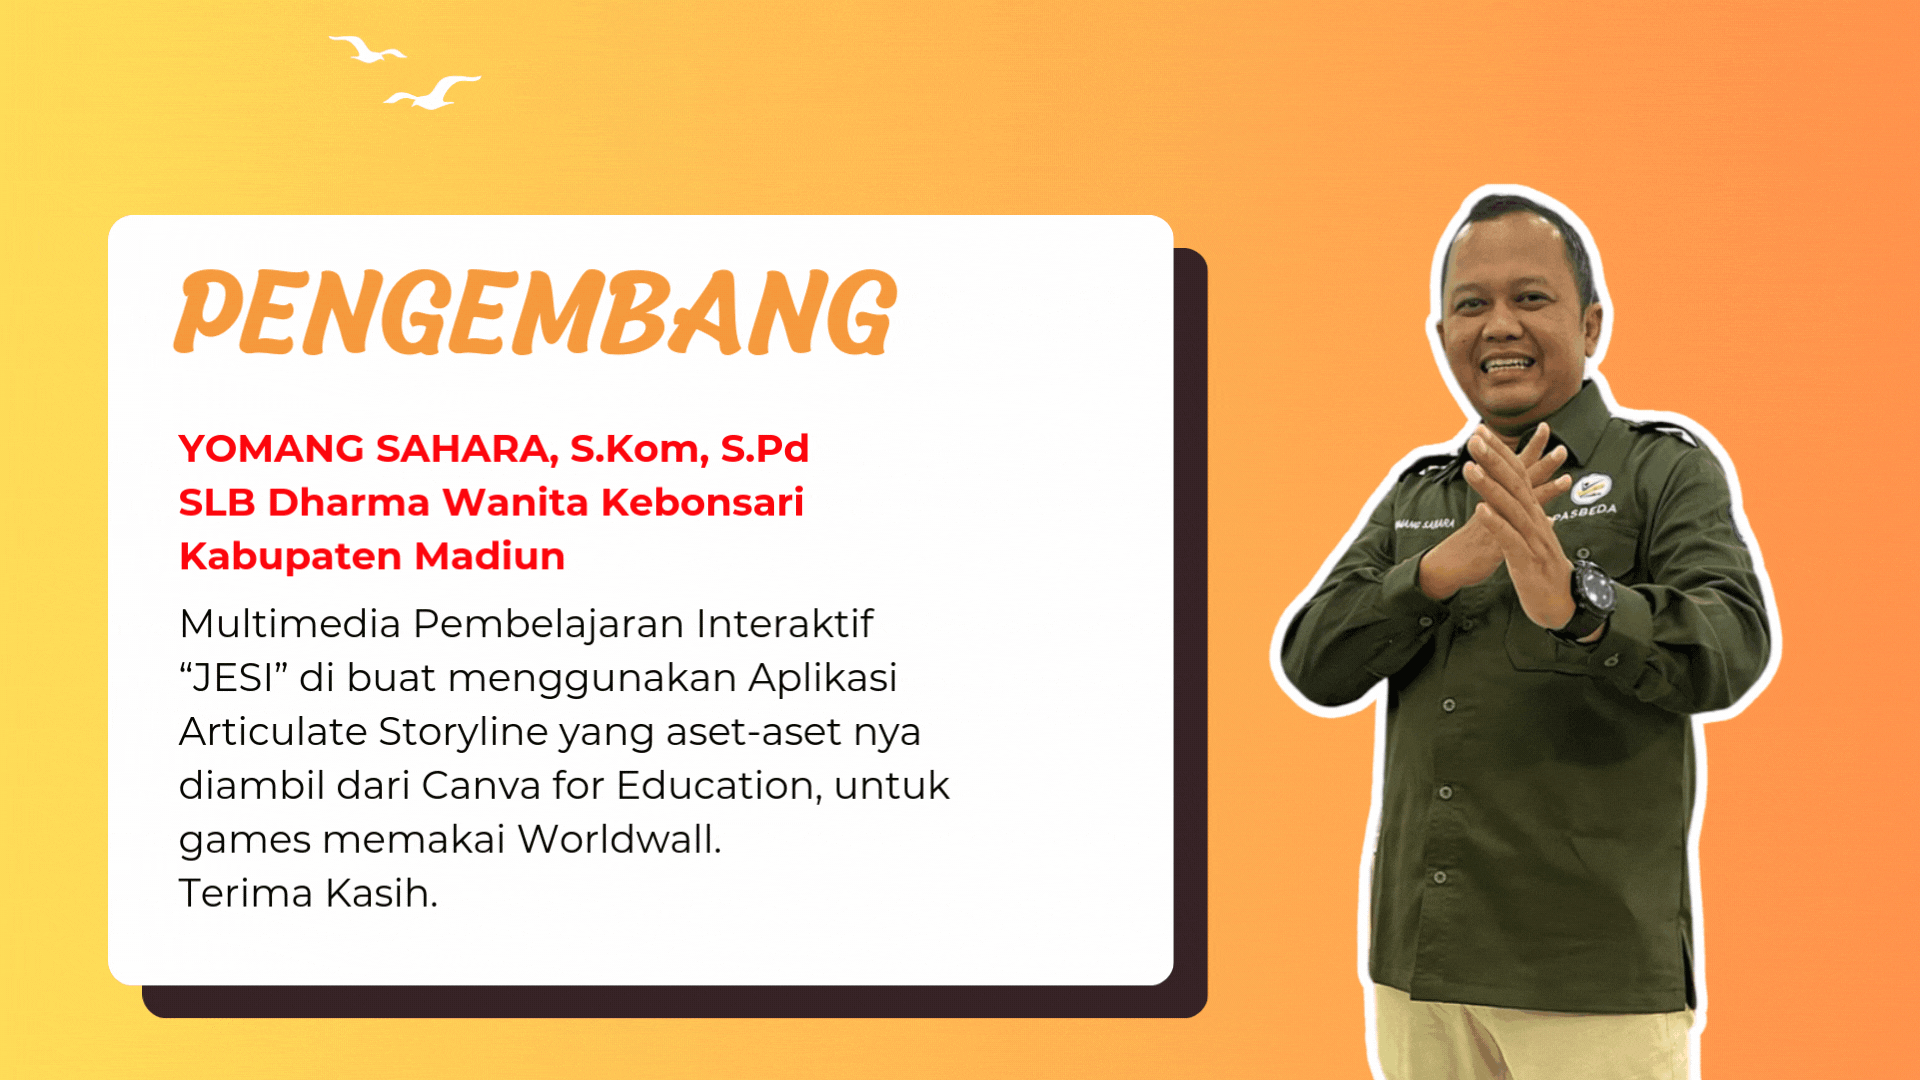 PENGEMBANG
YOMANG SAHARA, S.Kom, S.Pd
SLB Dharma Wanita Kebonsari
Kabupaten Madiun
Multimedia Pembelajaran Interaktif
“JESI” di buat menggunakan Aplikasi
Articulate Storyline yang aset-aset nya
diambil dari Canva for Education, untuk
games memakai Worldwall.
Terima Kasih.
SAHARA
PASBEDA